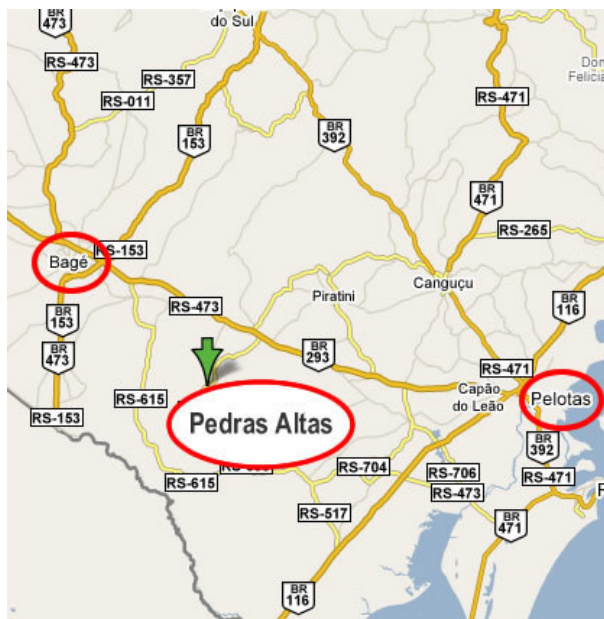 BR
473
do Sul
RS-473
RS-357
RS-011
RS-471
Dom
Felicia
BR
153
BR
392
BR
471
RS-265
RS-153
Bagé
Piratini
Canguçu
RS-473
BR
116
BR
153
BR
293
BR
473
RS-471
Capão
do Leão
Pelotas
RS-615
RS-153
Pedras Altas
BR
392
RS-704
RS-706
RS-615
RS-473
RS-471
RS-517
BR
471
BR
116